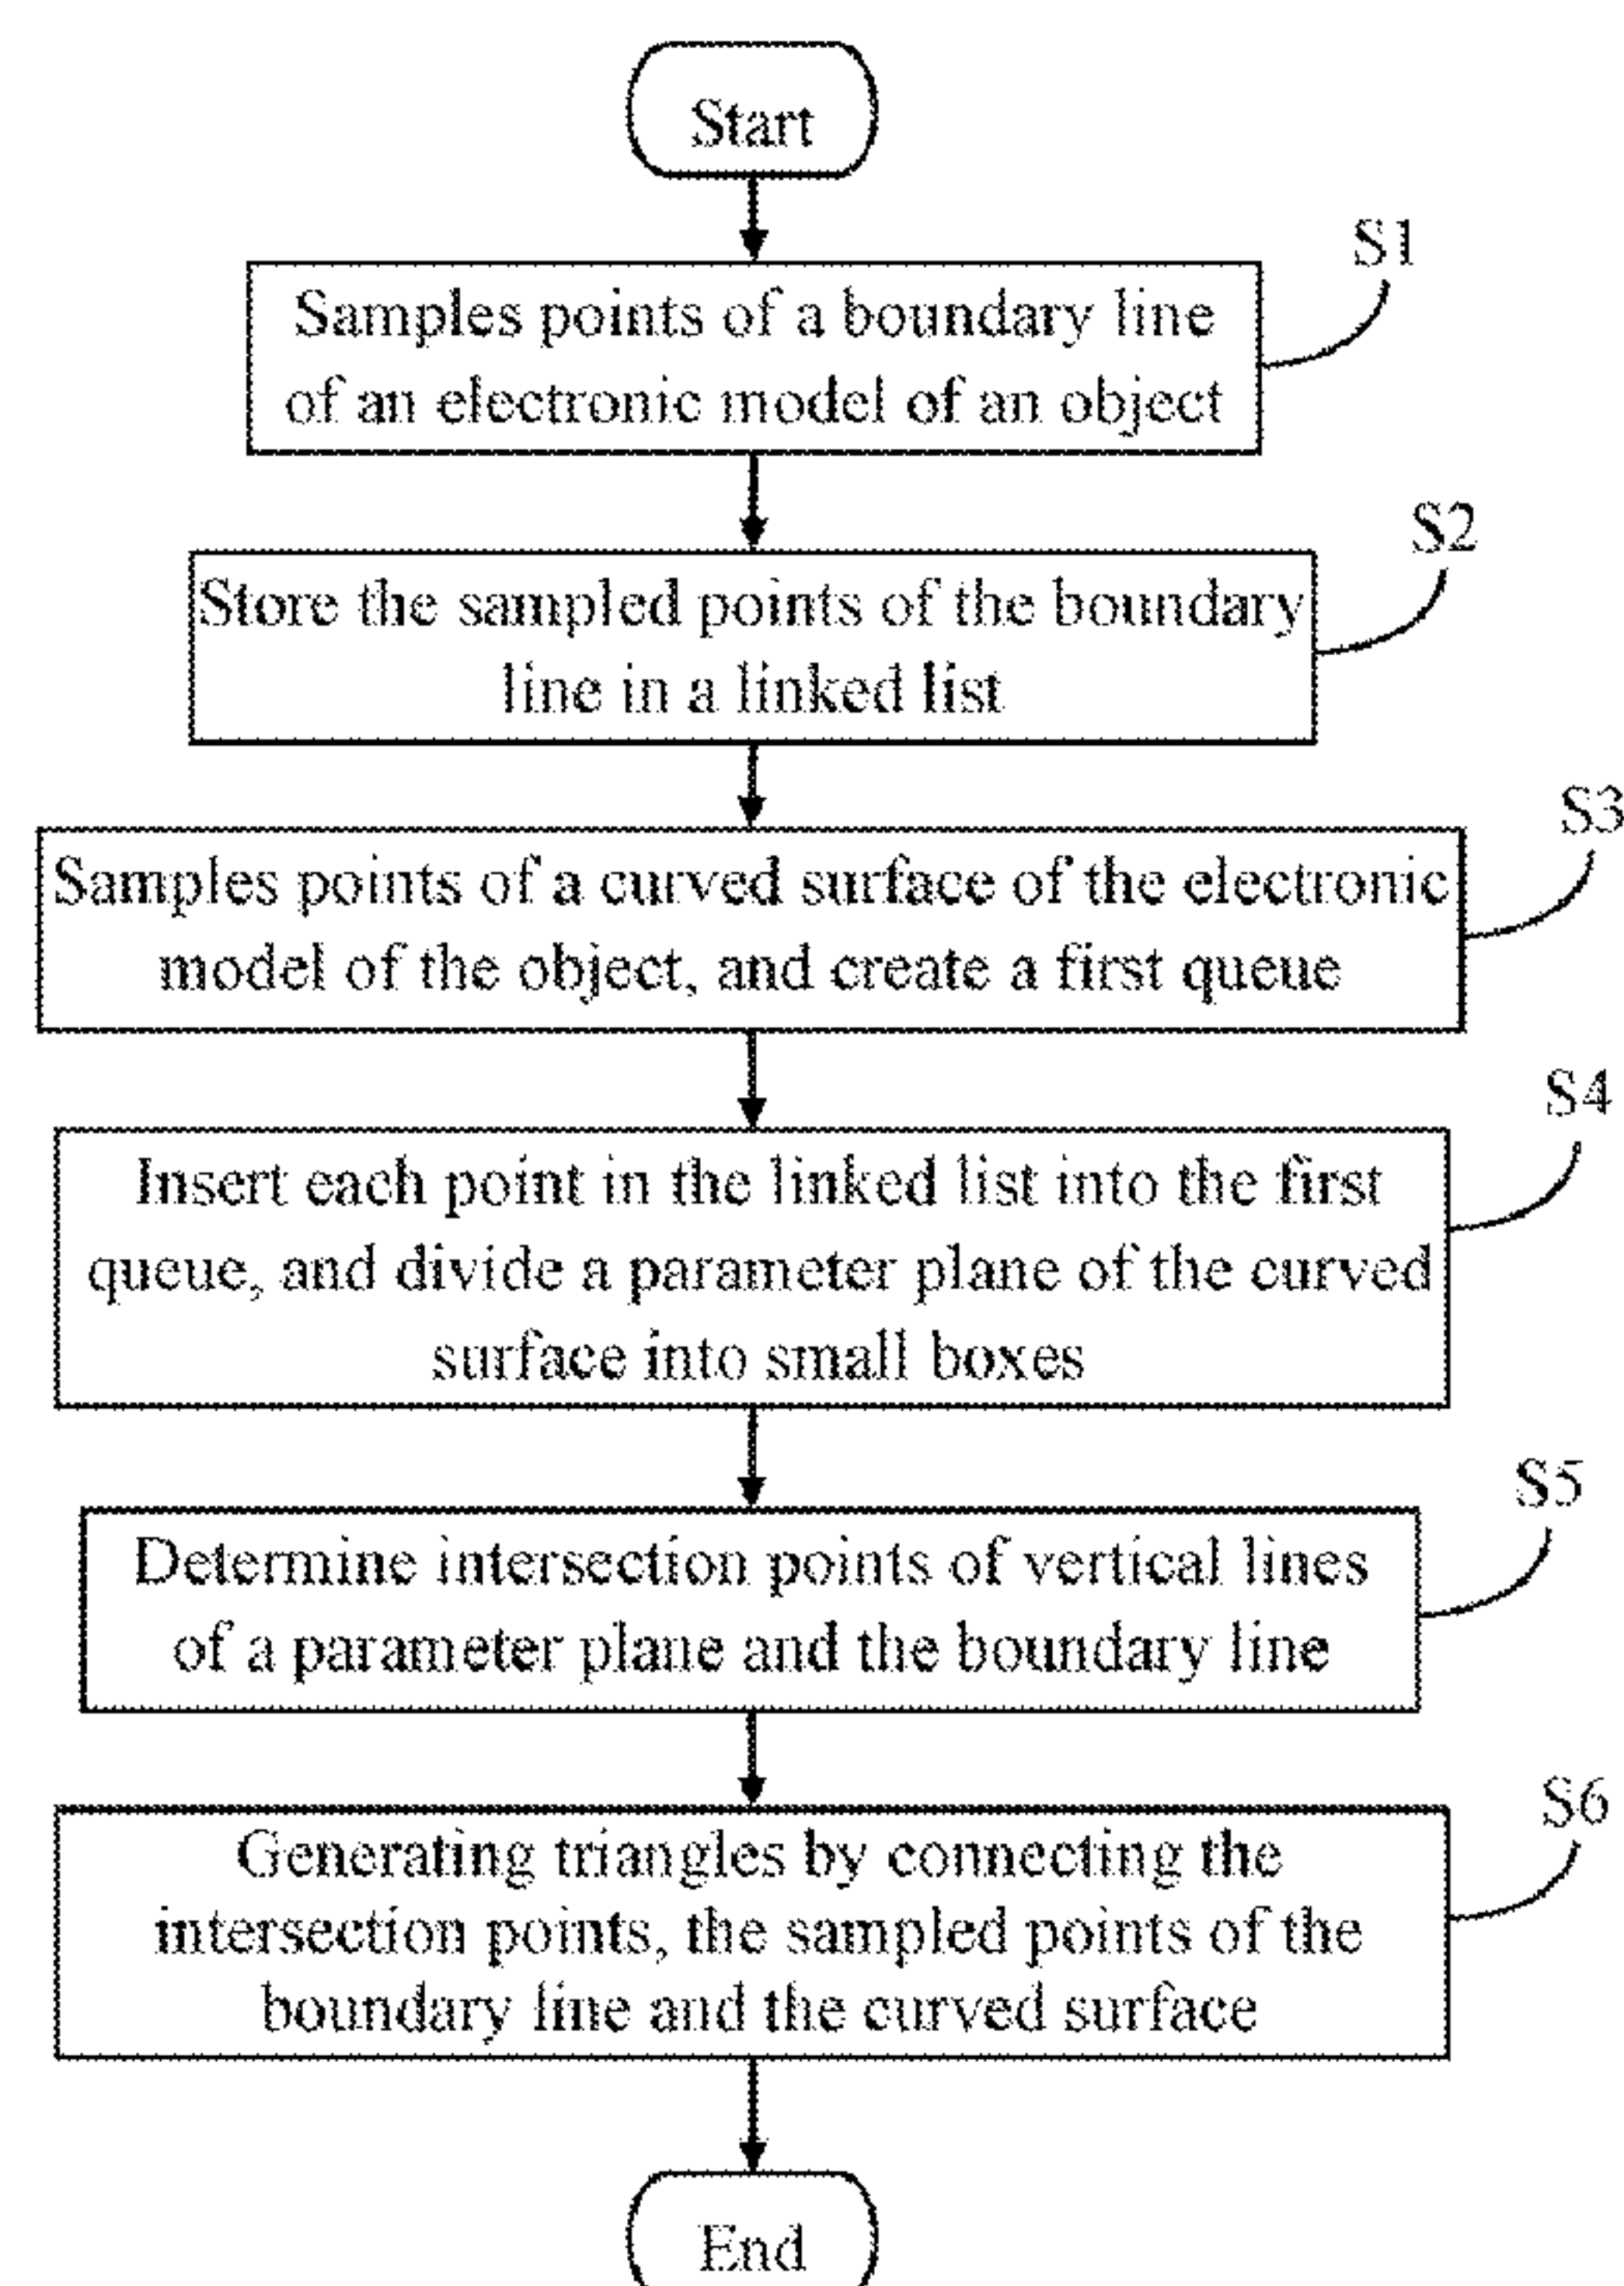 Start
S1
Samples points of a boundary line
of an electronic model of an object
S2
Store the sampled points of the boundary
line in a linked list
S3
Samples points of a curved surface of the electronic
model of the object, and create a first queue
S4
Insert each point in the linked list into the first
queue, and divide a parameter plane of the curved
surface into small boxes
S5
Determine intersection points of vertical lines
of a parameter plane and the boundary line
S6
Generating triangles by connecting the
intersection points, the sampled points of the
boundary line and the curved surface
End